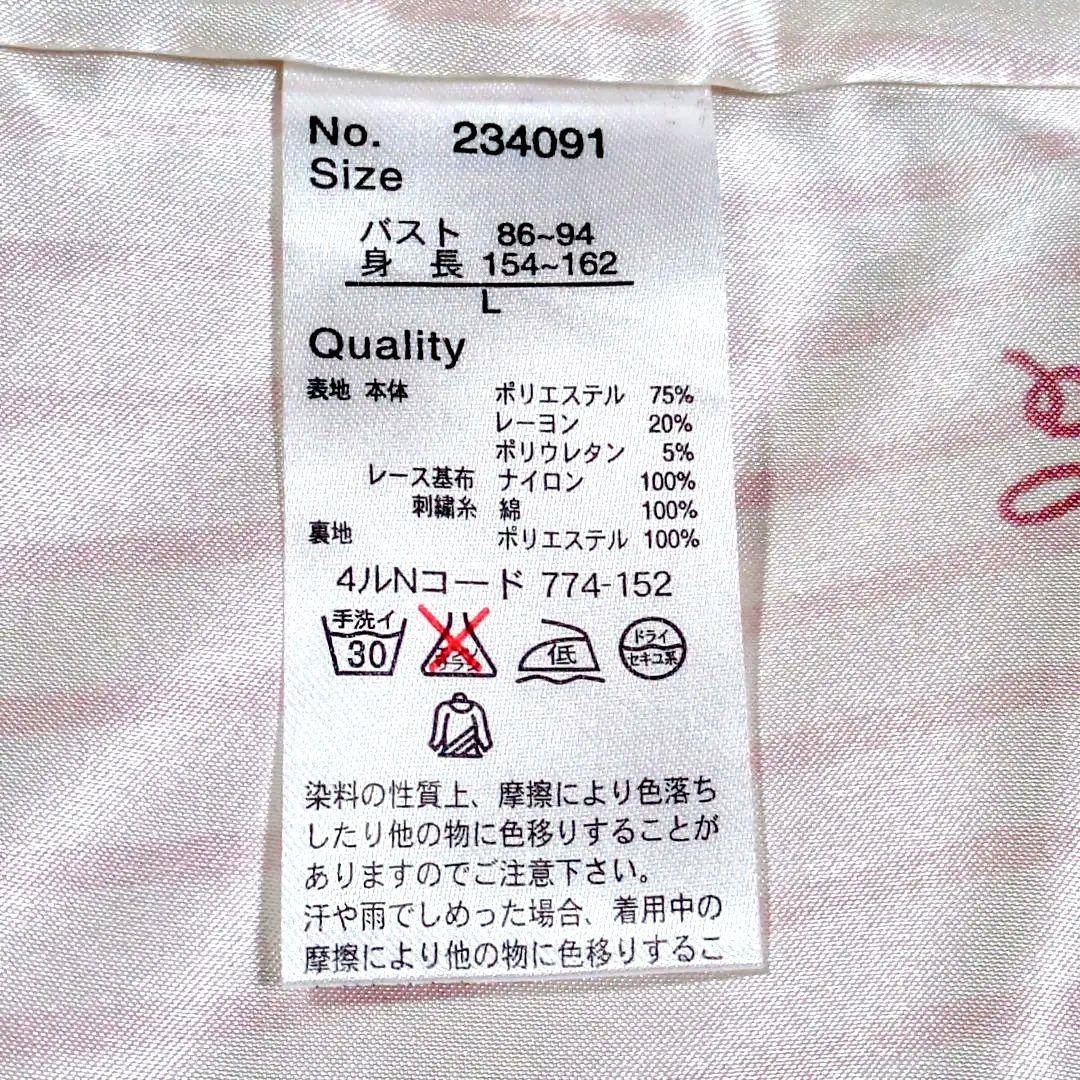 No. 234091
Size
バスト 86~94
身 長 154~162
L
Quality
表地 本体 ポリエステル 75%
レーヨン 20%
ポリウレタン 5%
レース基布 ナイロン 100%
刺繍糸 綿 100%
裏地 ポリエステル 100%
4ルNコード 774-152
手洗イ
30
エンソ
サラシ
低
ドライ
セキユ系
染料の性質上、摩擦により色落ち
したり他の物に色移りすることが
ありますのでご注意下さい。
汗や雨でしめった場合、着用中の
摩擦により他の物に色移りするこ